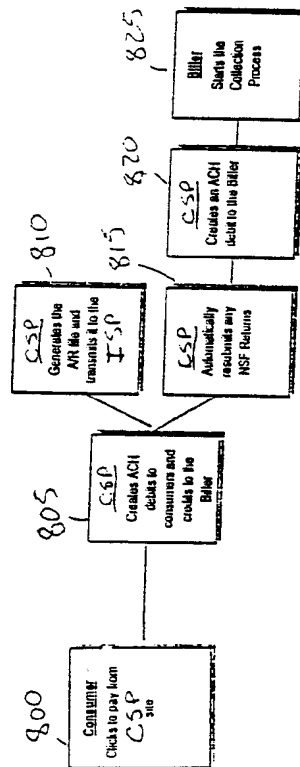 800
Consumer
Clicks to pay from
CSP
site
805
CSP
Creates ACH
debits to
consumers and
credits to the
Biller
810
CSP
Generates the
A/R file and
transmits it to the
ISP
815
CSP
Automatically
resubmits any
NSF Returns
820
CSP
Creates an ACH
debit to the Biller
825
Biller
Starts the
Collection
Process